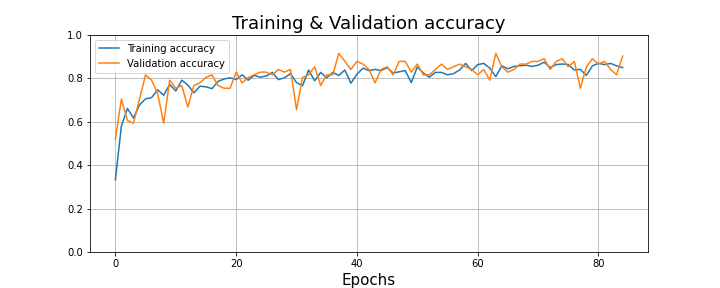 Training & Validation accuracy
1.0
0.8
0.6
0.4
0.2
0.0
Training accuracy
Validation accuracy
0 20 40 60 80
Epochs